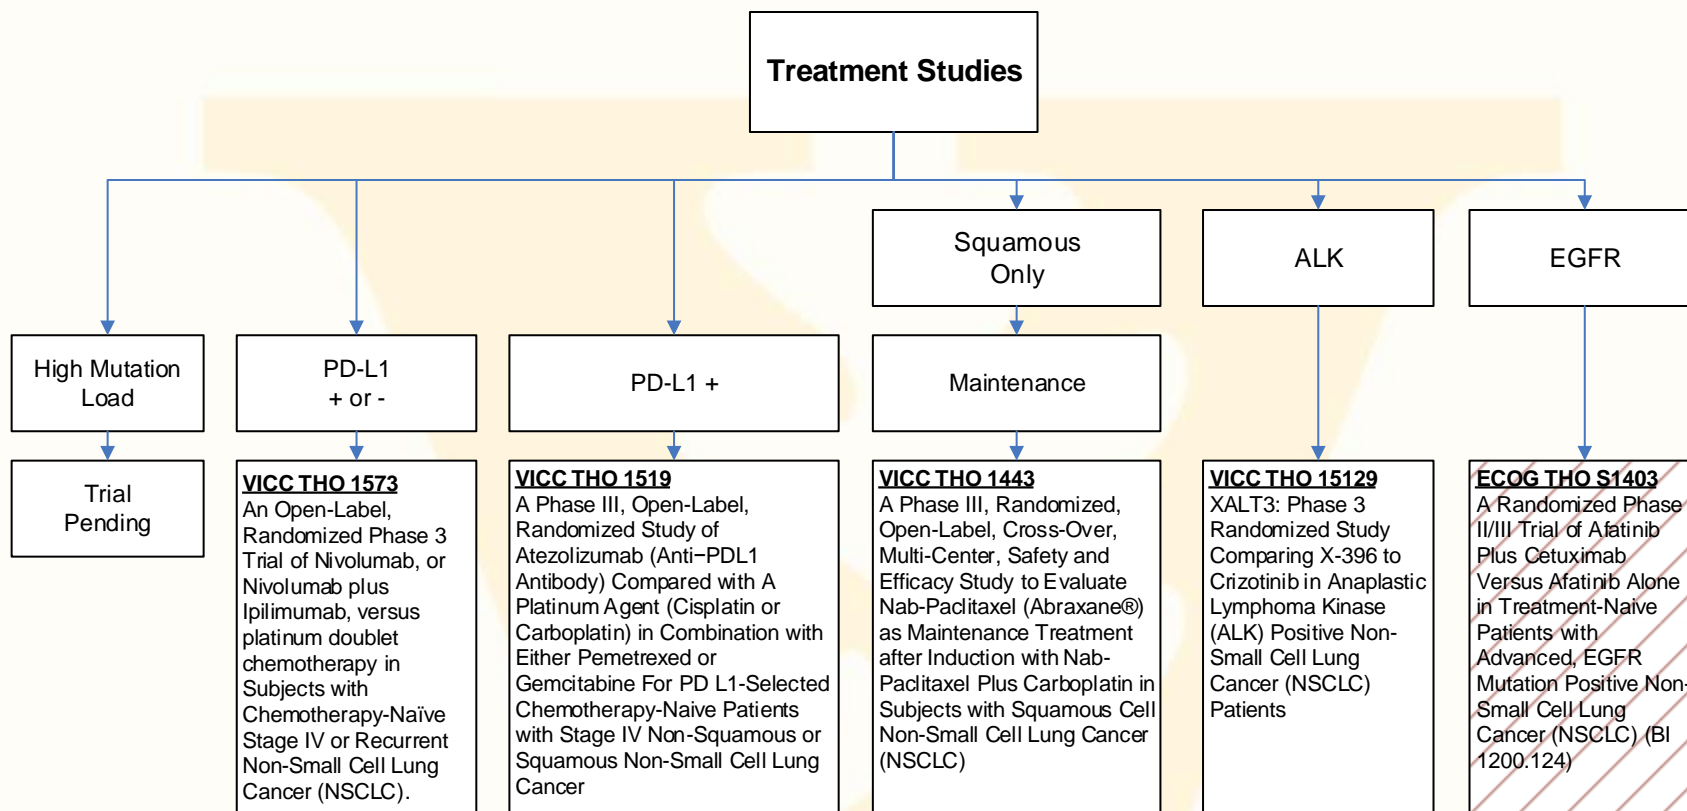 Treatment Studies
Squamous
Only
ALK
EGFR
High Mutation
Load
PD-L1
+ or -
PD-L1 +
Maintenance
Trial
Pending
VICC THO 1573
An Open-Label,
Randomized Phase 3
Trial of Nivolumab, or
Nivolumab plus
Ipilimumab, versus
platinum doublet
chemotherapy in
Subjects with
Chemotherapy-Naïve
Stage IV or Recurrent
Non-Small Cell Lung
Cancer (NSCLC).
VICC THO 1519
A Phase III, Open-Label,
Randomized Study of
Atezolizumab (Anti−PDL1
Antibody) Compared with A
Platinum Agent (Cisplatin or
Carboplatin) in Combination with
Either Pemetrexed or
Gemcitabine For PD L1-Selected
Chemotherapy-Naive Patients
with Stage IV Non-Squamous or
Squamous Non-Small Cell Lung
Cancer
VICC THO 1443
A Phase III, Randomized,
Open-Label, Cross-Over,
Multi-Center, Safety and
Efficacy Study to Evaluate
Nab-Paclitaxel (Abraxane®)
as Maintenance Treatment
after Induction with Nab-
Paclitaxel Plus Carboplatin in
Subjects with Squamous Cell
Non-Small Cell Lung Cancer
(NSCLC)
VICC THO 15129
XALT3: Phase 3
Randomized Study
Comparing X-396 to
Crizotinib in Anaplastic
Lymphoma Kinase
(ALK) Positive Non-
Small Cell Lung
Cancer (NSCLC)
Patients
ECOG THO S1403
A Randomized Phase
II/III Trial of Afatinib
Plus Cetuximab
Versus Afatinib Alone
in Treatment-Naive
Patients with
Advanced, EGFR
Mutation Positive Non-
Small Cell Lung
Cancer (NSCLC) (BI
1200.124)